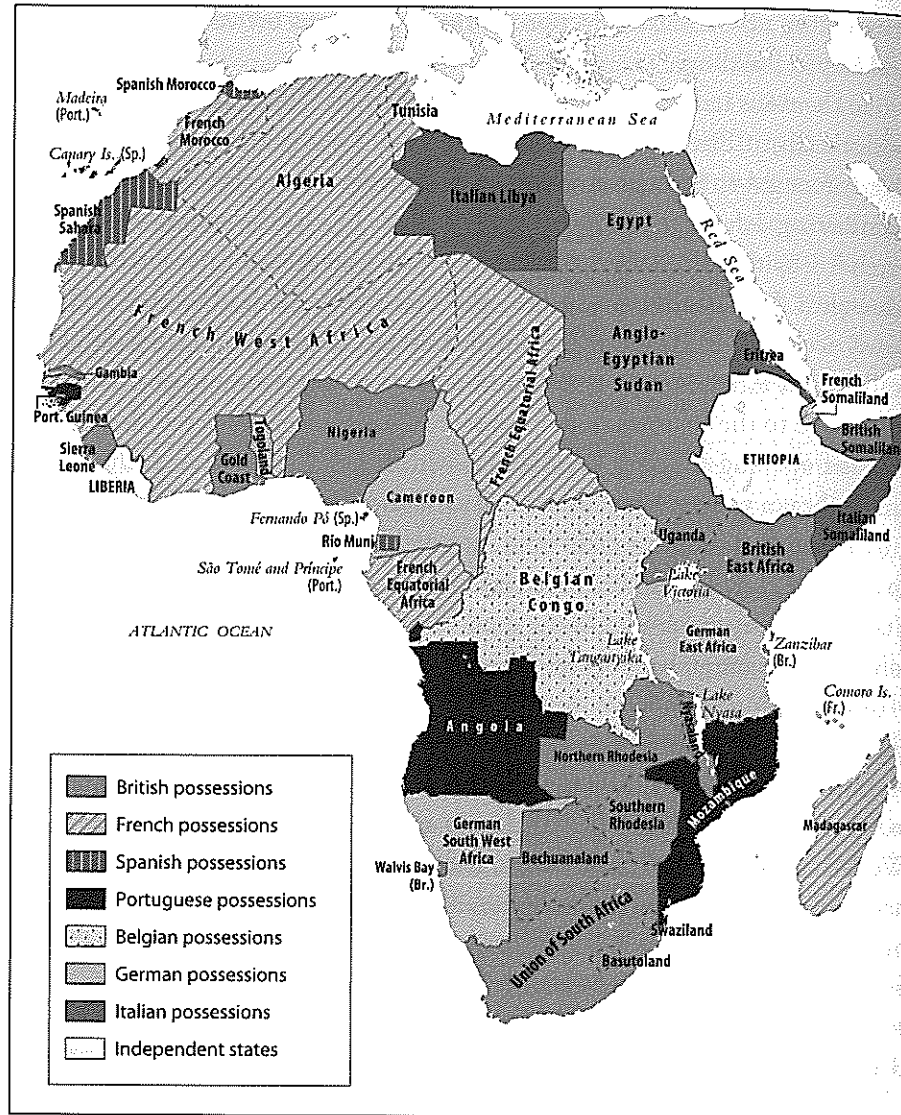 Spanish Morocco
Madeira
(Port.)
French
Morocco
Tunisia
Mediterranean Sea
Canary Is. (Sp.)
Algeria
Italian Libya
Egypt
Spanish
Sahara
Red Sea
French West Africa
French Equatorial Africa
Anglo-
Egyptian
Sudan
Eritrea
French
Somaliland
Gambia
Port. Guinea
Nigeria
British
Somaliland
Sierra
Leone
Gold
Coast
Togoland
ETHIOPIA
LIBERIA
Cameroon
Fernando Pó (Sp.)
Italian
Somaliland
Río Muni
Uganda
British
East Africa
São Tomé and Príncipe
(Port.)
French
Equatorial
Africa
Belgian
Congo
Lake
Victoria
ATLANTIC OCEAN
German
East Africa
Lake
Tanganyika
Zanzibar
(Br.)
Angola
Lake
Nyasa
Nyasaland
Comoro Is.
(Fr.)
Northern Rhodesia
Mozambique
Southern
Rhodesia
Madagascar
German
South West
Africa
Walvis Bay
(Br.)
Bechuanaland
Swaziland
Union of South Africa
Basutoland
British possessions
French possessions
Spanish possessions
Portuguese possessions
Belgian possessions
German possessions
Italian possessions
Independent states